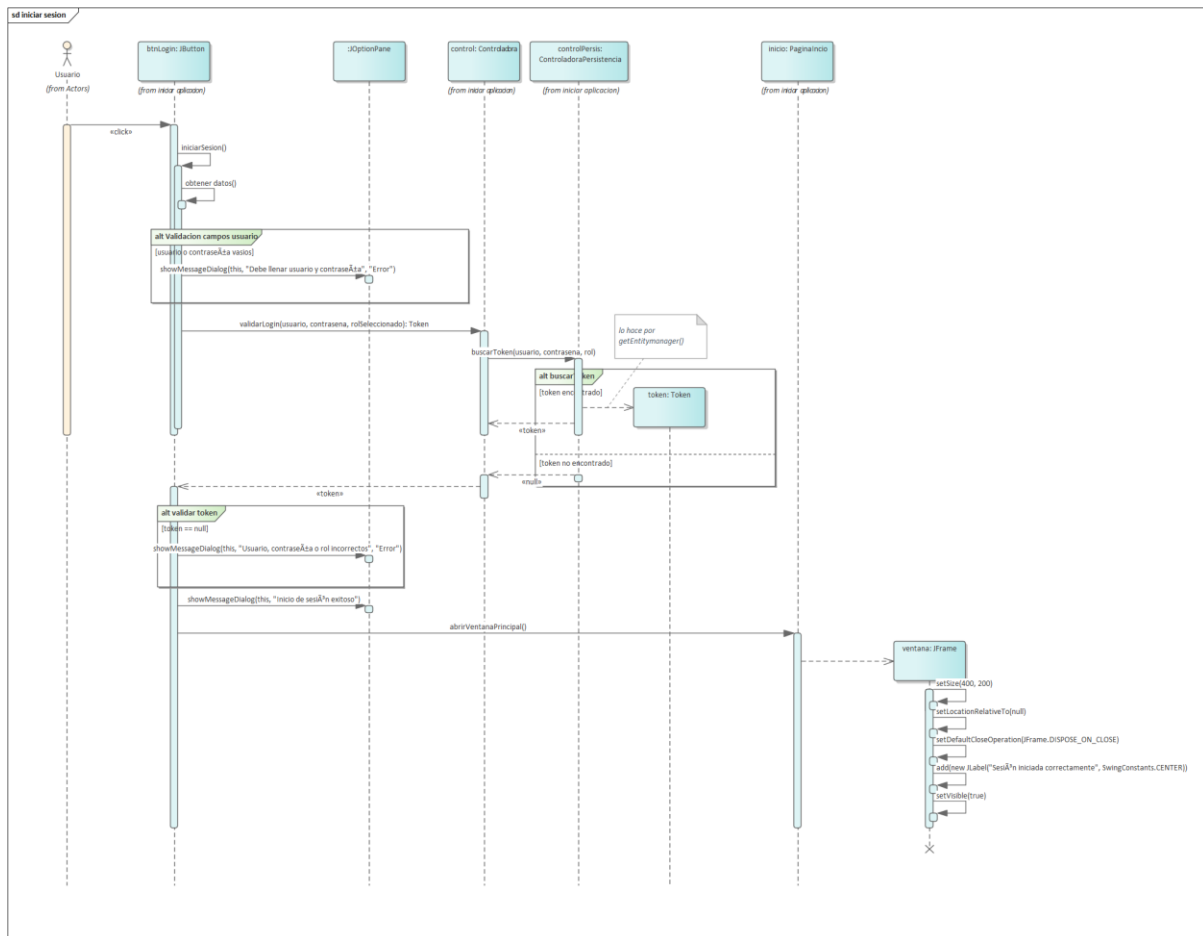 sd iniciar sesion
Usuario
(from Actors)
btnLogin: JButton
(from iniciar aplicacion)
:JOptionPane
(from iniciar aplicacion)
control: Controladora
(from iniciar aplicacion)
controlPersis:
ControladoraPersistencia
(from iniciar aplicacion)
inicio: PaginaIncio
(from iniciar aplicacion)
«click»
iniciarSesion()
obtener datos()
alt Validacion campos usuario
[usuario o contraseÃ±a vasios]
showMessageDialog(this, "Debe llenar usuario y contraseÃ±a", "Error")
validarLogin(usuario, contrasena, rolSeleccionado): Token
buscarToken(usuario, contrasena, rol)
lo hace por
getEntitymanager()
alt buscarToken
[token encontrado]
token: Token
«token»
[token no encontrado]
«null»
«token»
alt validar token
[token == null]
showMessageDialog(this, "Usuario, contraseÃ±a o rol incorrectos", "Error")
showMessageDialog(this, "Inicio de sesiÃ³n exitoso")
abrirVentanaPrincipal()
ventana: JFrame
setSize(400, 200)
setLocationRelativeTo(null)
setDefaultCloseOperation(JFrame.DISPOSE_ON_CLOSE)
add(new JLabel("SesiÃ³n iniciada correctamente", SwingConstants.CENTER))
setVisible(true)